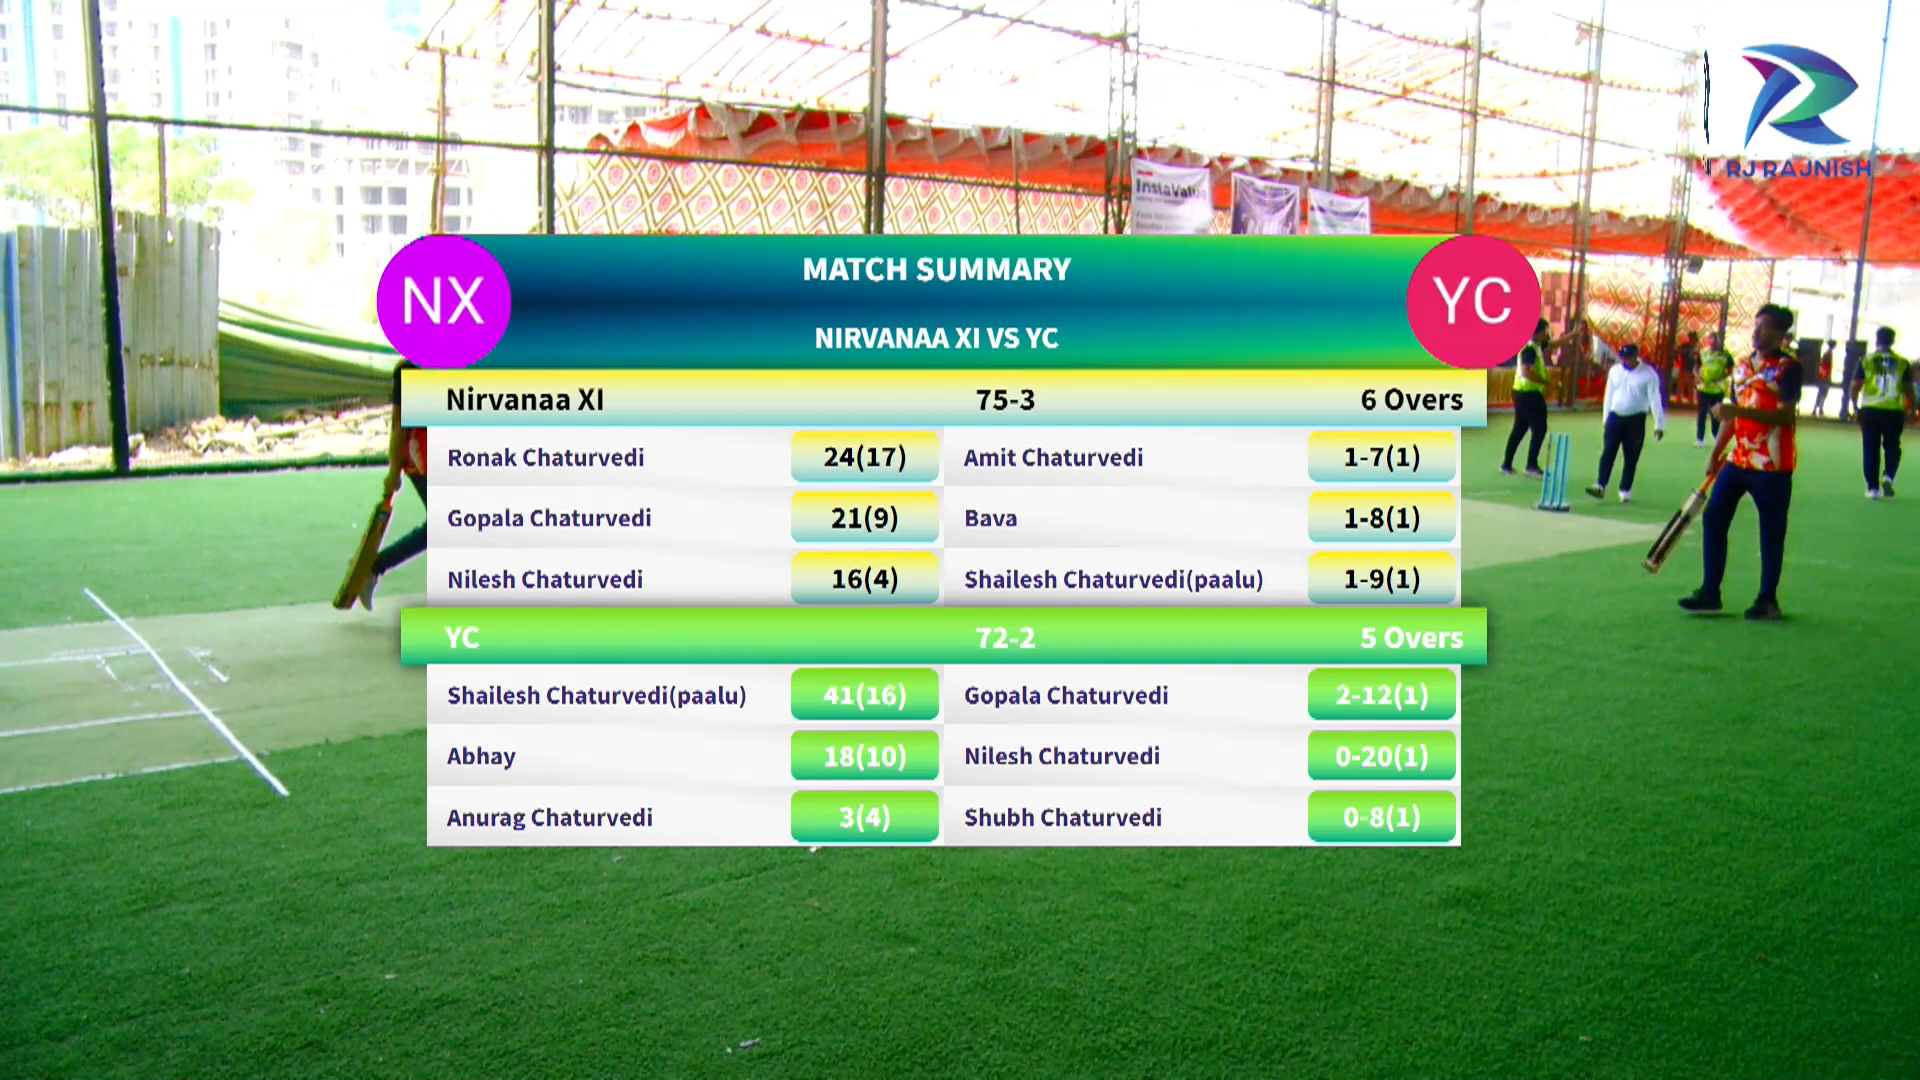 RJ RAJNISH
InstaValu
NX
MATCH SUMMARY
YC
NIRVANAA XI VS YC
Nirvanaa XI 75-3 6 Overs
Ronak Chaturvedi 24(17) Amit Chaturvedi 1-7(1)
Gopala Chaturvedi 21(9) Bava 1-8(1)
Nilesh Chaturvedi 16(4) Shailesh Chaturvedi(paalu) 1-9(1)
YC 72-2 5 Overs
Shailesh Chaturvedi(paalu) 41(16) Gopala Chaturvedi 2-12(1)
Abhay 18(10) Nilesh Chaturvedi 0-20(1)
Anurag Chaturvedi 3(4) Shubh Chaturvedi 0-8(1)